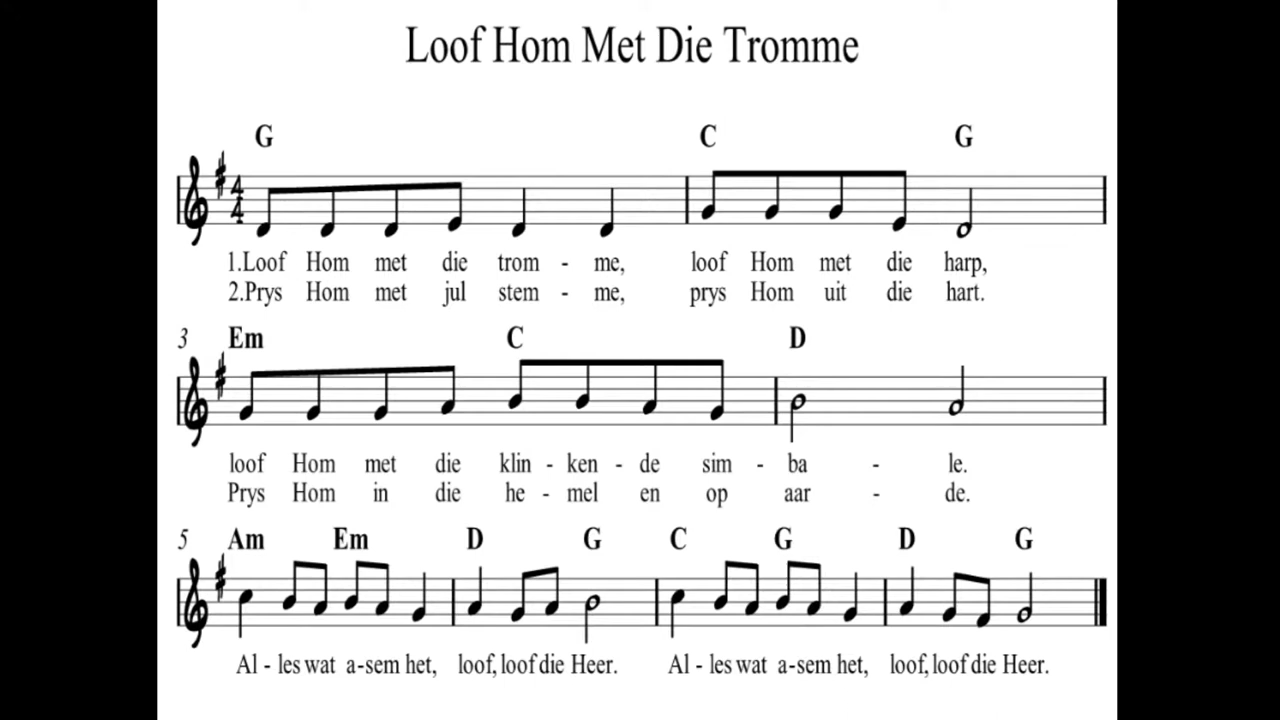 Loof Hom Met Die Tromme
G C G
4
4
1.Loof Hom met die trom - me, loof Hom met die harp,
2.Prys Hom met jul stem - me, prys Hom uit die hart.
3 Em C D
loof Hom met die klin - ken - de sim - ba - le.
Prys Hom in die he - mel en op aar - de.
5 Am Em D G C G D G
Al - les wat a-sem het, loof, loof die Heer. Al - les wat a-sem het, loof, loof die Heer.